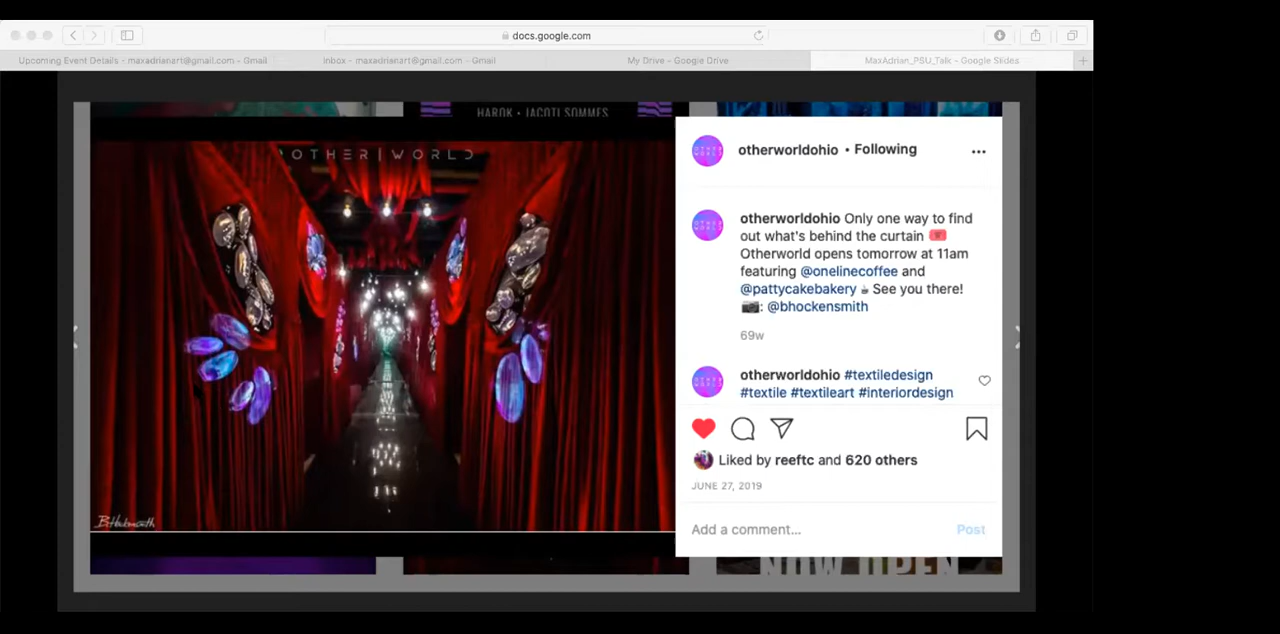 docs.google.com
Upcoming Event Details - maxadrianart@gmail.com - Gmail
Inbox - maxadrianart@gmail.com - Gmail
My Drive - Google Drive
MaxAdrian_PSU_Talk - Google Slides
HAROK • JACOTI SOMMES
OTHER|WORLD
otherworldohio • Following
otherworldohio Only one way to find
out what's behind the curtain
Otherworld opens tomorrow at 11am
featuring @onelinecoffee and
@pattycakebakery See you there!
: @bhockensmith
69w
otherworldohio #textiledesign
#textile #textileart #interiordesign
Liked by reeftc and 620 others
JUNE 27, 2019
Add a comment...
Post
NOW OPEN